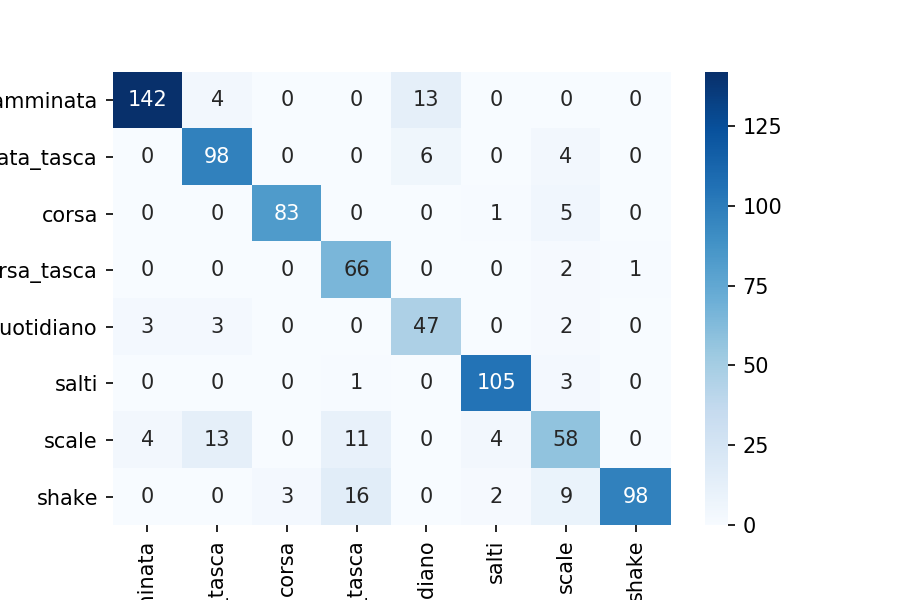 amminata 142 4 0 0 13 0 0 0
ata_tasca 0 98 0 0 6 0 4 0
corsa 0 0 83 0 0 1 5 0
rsa_tasca 0 0 0 66 0 0 2 1
uotidiano 3 3 0 0 47 0 2 0
salti 0 0 0 1 0 105 3 0
scale 4 13 0 11 0 4 58 0
shake 0 0 3 16 0 2 9 98
minata _tasca corsa _tasca diano salti scale shake
125
100
75
50
25
0